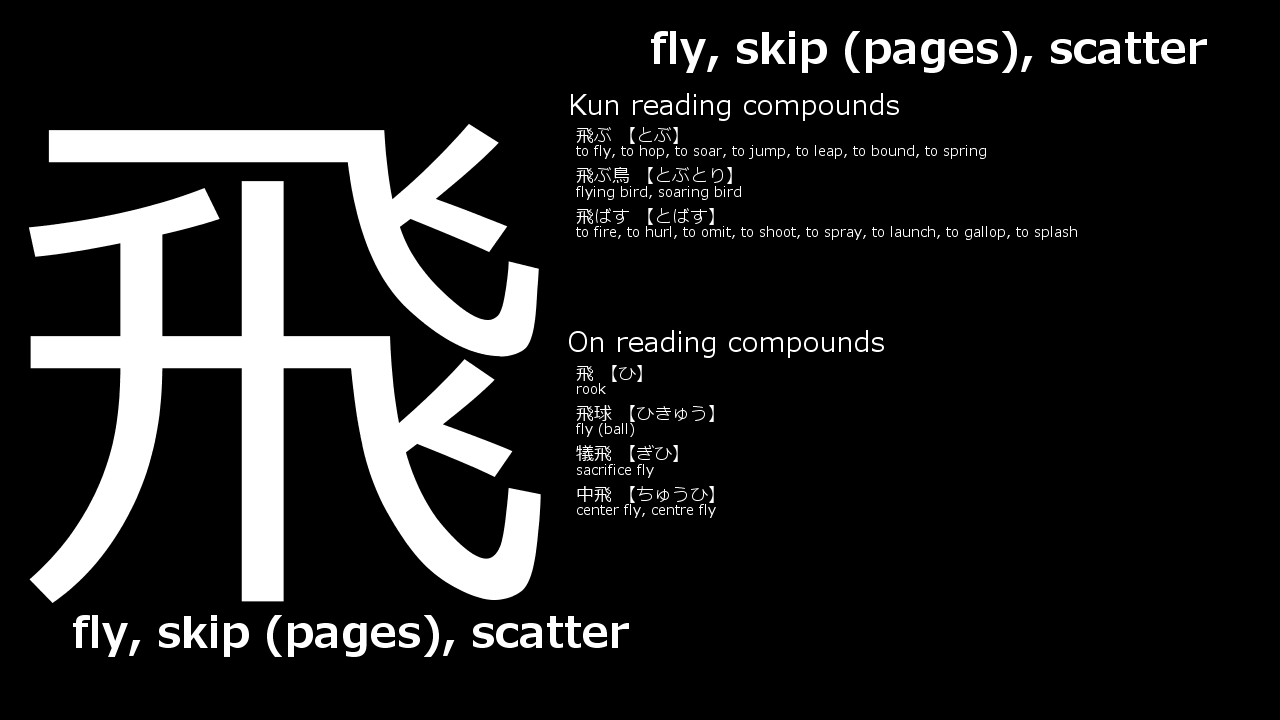 飛
fly, skip (pages), scatter
fly, skip (pages), scatter
Kun reading compounds
飛ぶ 【とぶ】
to fly, to hop, to soar, to jump, to leap, to bound, to spring
飛ぶ鳥 【とぶとり】
flying bird, soaring bird
飛ばす 【とばす】
to fire, to hurl, to omit, to shoot, to spray, to launch, to gallop, to splash
On reading compounds
飛 【ひ】
rook
飛球 【ひきゅう】
fly (ball)
犠飛 【ぎひ】
sacrifice fly
中飛 【ちゅうひ】
center fly, centre fly